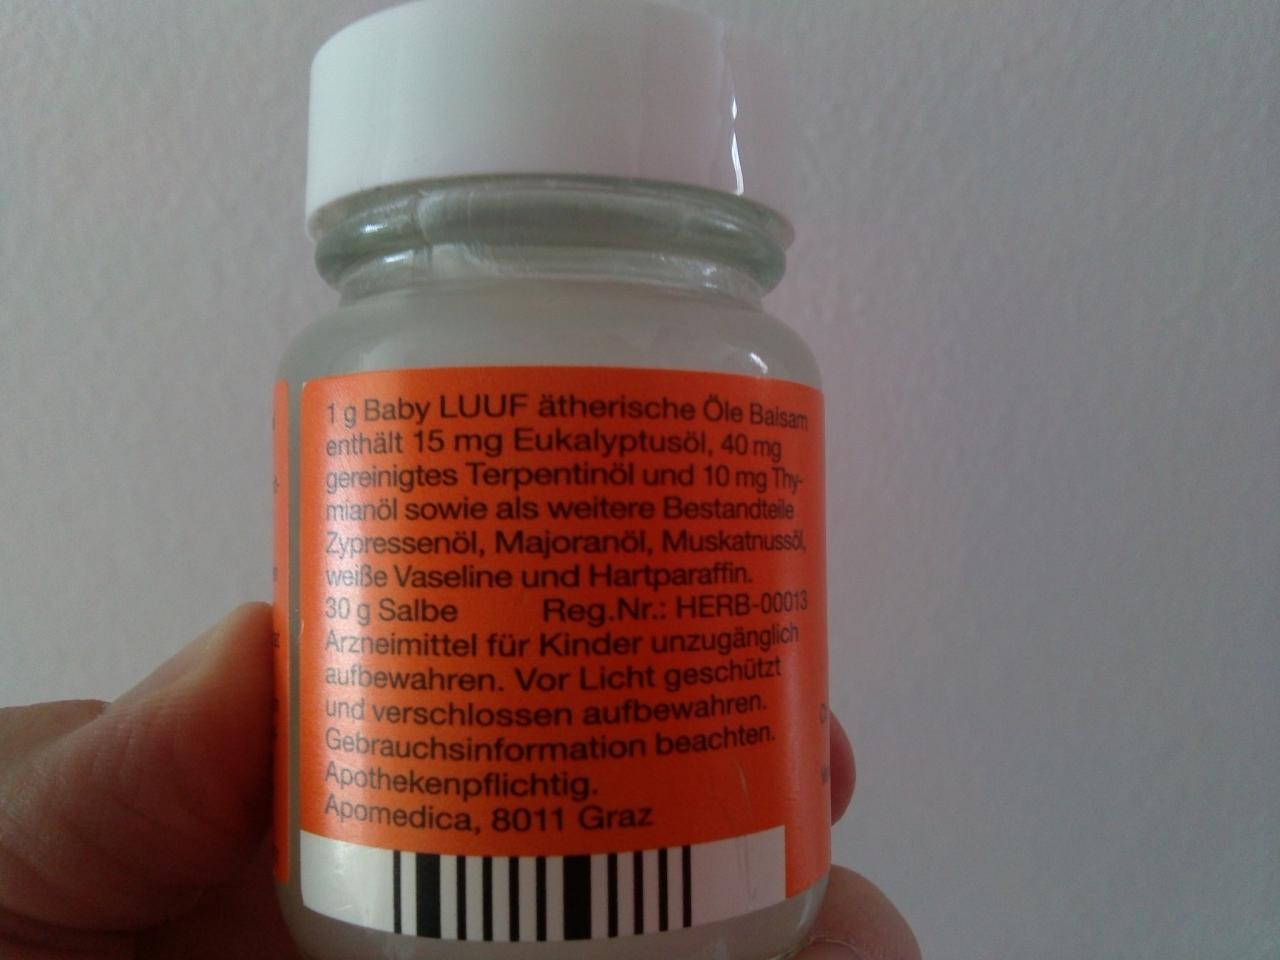 1 g Baby LUUF ätherische Öle Balsam
enthält 15 mg Eukalyptusöl, 40 mg
gereinigtes Terpentinöl und 10 mg Thy-
mianöl sowie als weitere Bestandteile
Zypressenöl, Majoranöl, Muskatnussöl,
weiße Vaseline und Hartparaffin.
30 g Salbe Reg.Nr.: HERB-00013
Arzneimittel für Kinder unzugänglich
aufbewahren. Vor Licht geschützt
und verschlossen aufbewahren.
Gebrauchsinformation beachten.
Apothekenpflichtig.
Apomedica, 8011 Graz